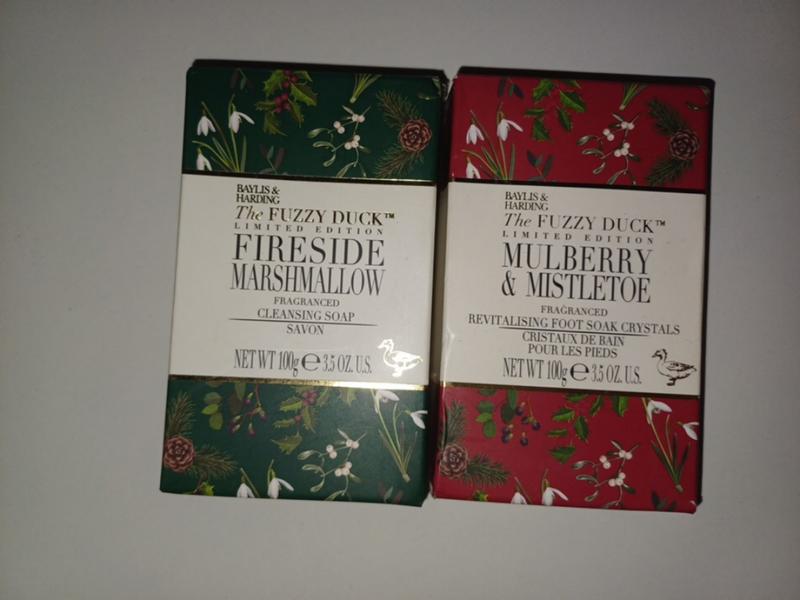 BAYLIS &
HARDING
The FUZZY DUCK™
LIMITED EDITION
FIRESIDE
MARSHMALLOW
FRAGRANCED
CLEANSING SOAP
SAVON
NET WT 100g ℮ 3.5 OZ. U.S.
BAYLIS &
HARDING
The FUZZY DUCK™
LIMITED EDITION
MULBERRY
& MISTLETOE
FRAGRANCED
REVITALISING FOOT SOAK CRYSTALS
CRISTAUX DE BAIN
POUR LES PIEDS
NET WT 100g ℮ 3.5 OZ. U.S.